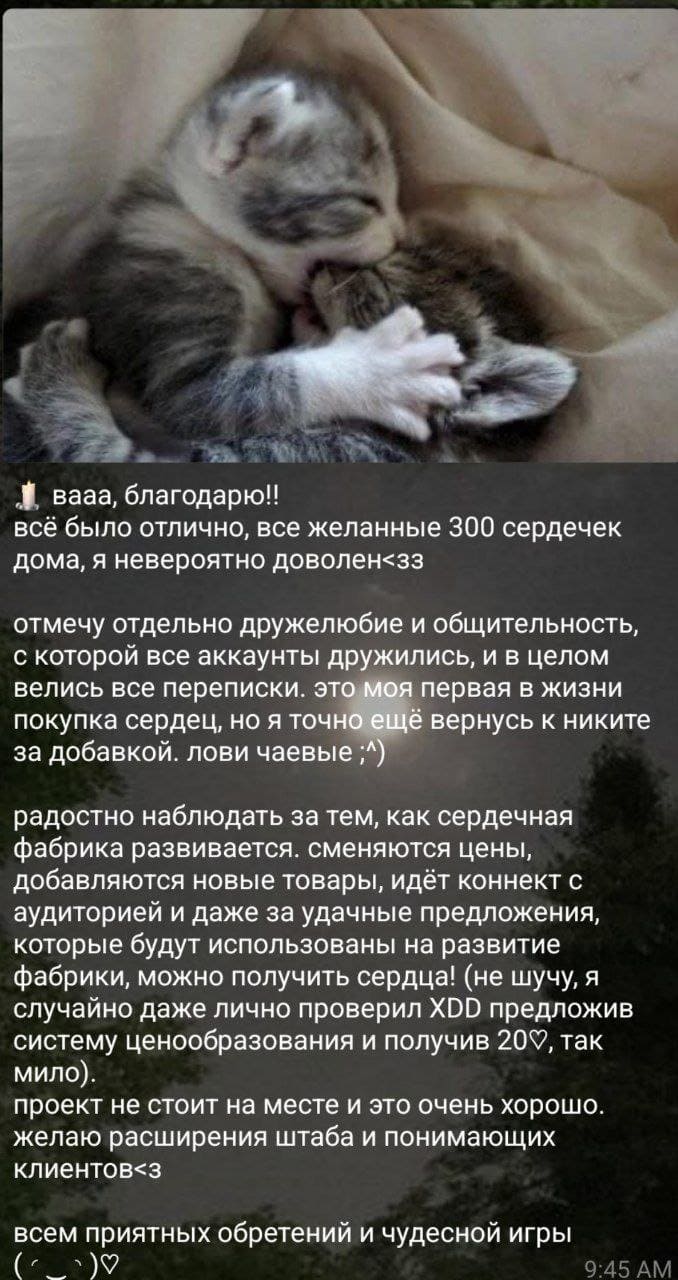 🕯 вааа, благодарю!!
всё было отлично, все желанные 300 сердечек
дома, я невероятно доволен<зз
отмечу отдельно дружелюбие и общительность,
с которой все аккаунты дружились, и в целом
велись все переписки. это моя первая в жизни
покупка сердец, но я точно ещё вернусь к никите
за добавкой. лови чаевые ;^)
радостно наблюдать за тем, как сердечная
фабрика развивается. сменяются цены,
добавляются новые товары, идёт коннект с
аудиторией и даже за удачные предложения,
которые будут использованы на развитие
фабрики, можно получить сердца! (не шучу, я
случайно даже лично проверил XDD предложив
систему ценообразования и получив 20♡, так
мило).
проект не стоит на месте и это очень хорошо.
желаю расширения штаба и понимающих
клиентов<з
всем приятных обретений и чудесной игры
(´ ‿ `)♡
9:45 AM